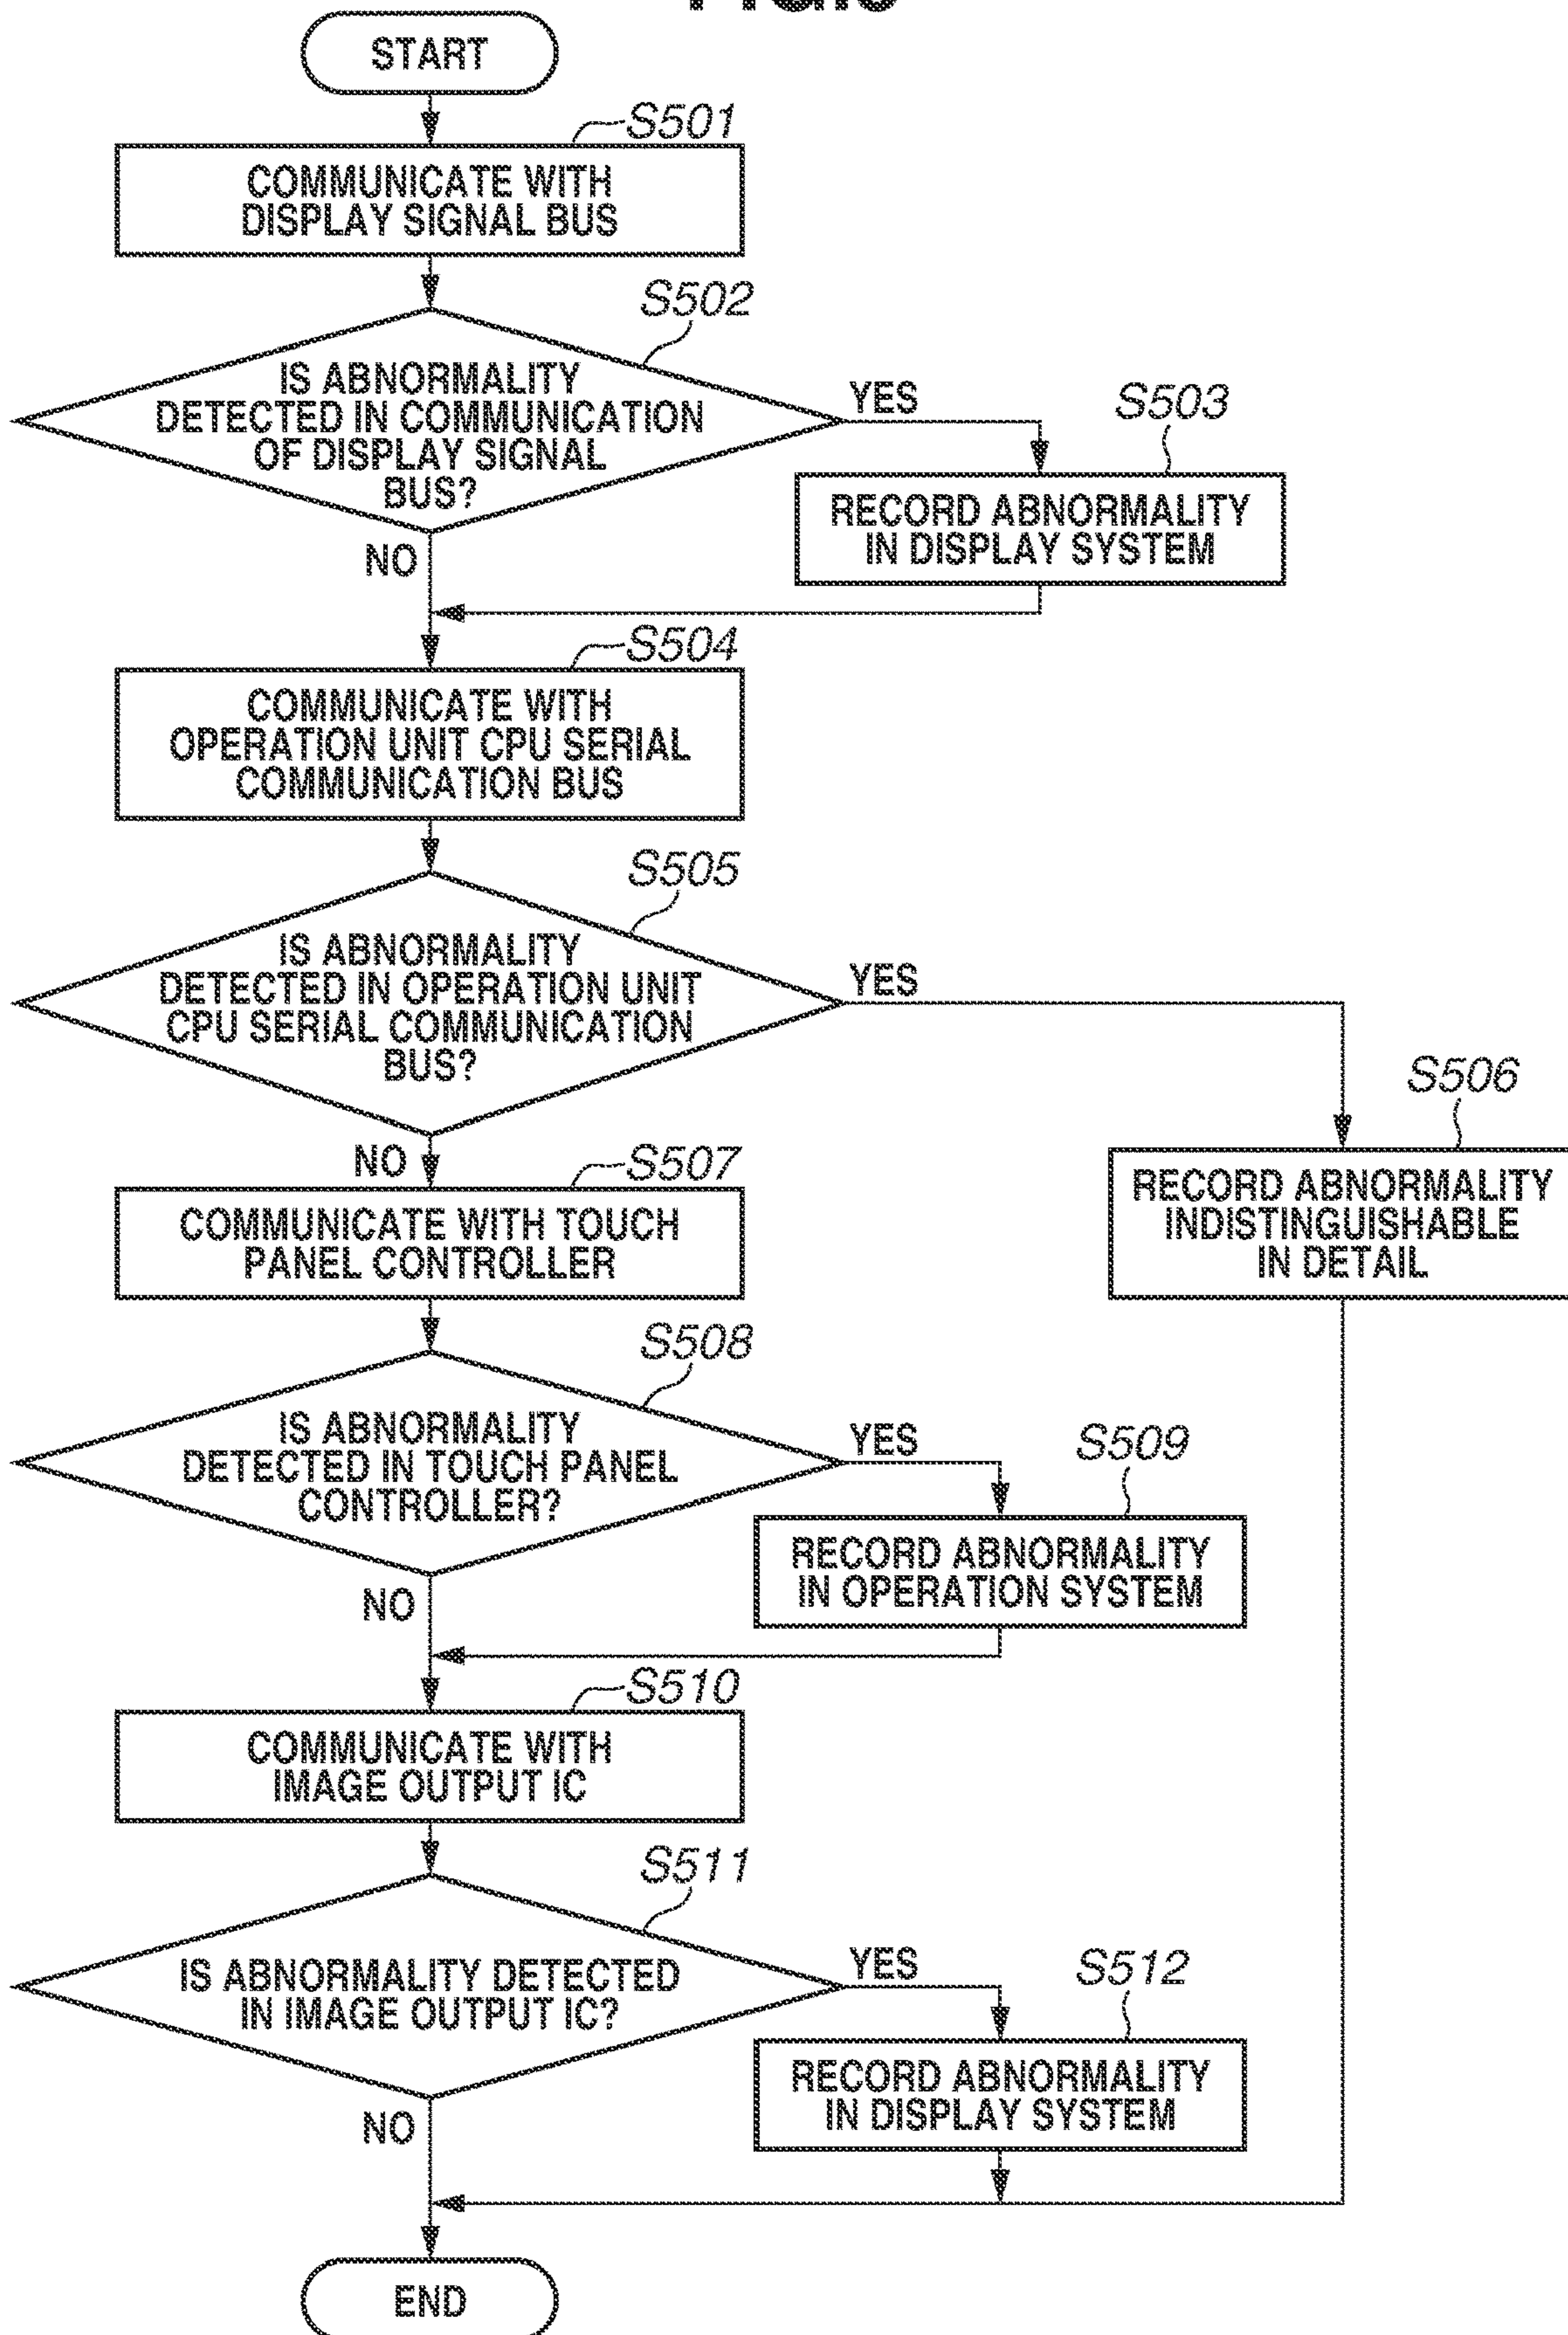 START
S501
COMMUNICATE WITH
DISPLAY SIGNAL BUS
S502
IS ABNORMALITY
DETECTED IN COMMUNICATION
OF DISPLAY SIGNAL
BUS?
YES
S503
RECORD ABNORMALITY
IN DISPLAY SYSTEM
NO
S504
COMMUNICATE WITH
OPERATION UNIT CPU SERIAL
COMMUNICATION BUS
S505
IS ABNORMALITY
DETECTED IN OPERATION UNIT
CPU SERIAL COMMUNICATION
BUS?
YES
S506
RECORD ABNORMALITY
INDISTINGUISHABLE
IN DETAIL
NO
S507
COMMUNICATE WITH TOUCH
PANEL CONTROLLER
S508
IS ABNORMALITY
DETECTED IN TOUCH PANEL
CONTROLLER?
YES
S509
RECORD ABNORMALITY
IN OPERATION SYSTEM
NO
S510
COMMUNICATE WITH
IMAGE OUTPUT IC
S511
IS ABNORMALITY DETECTED
IN IMAGE OUTPUT IC?
YES
S512
RECORD ABNORMALITY
IN DISPLAY SYSTEM
NO
END